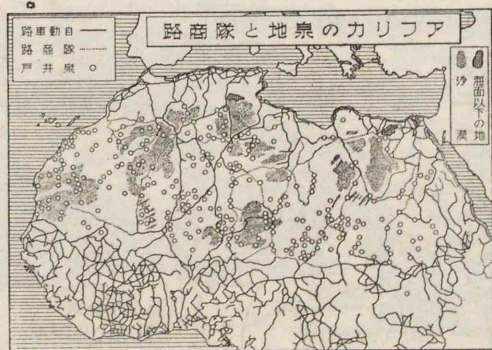 アフリカの泉地と隊商路
自動車路
隊商路
泉井戸
海面以下の地
沙漠